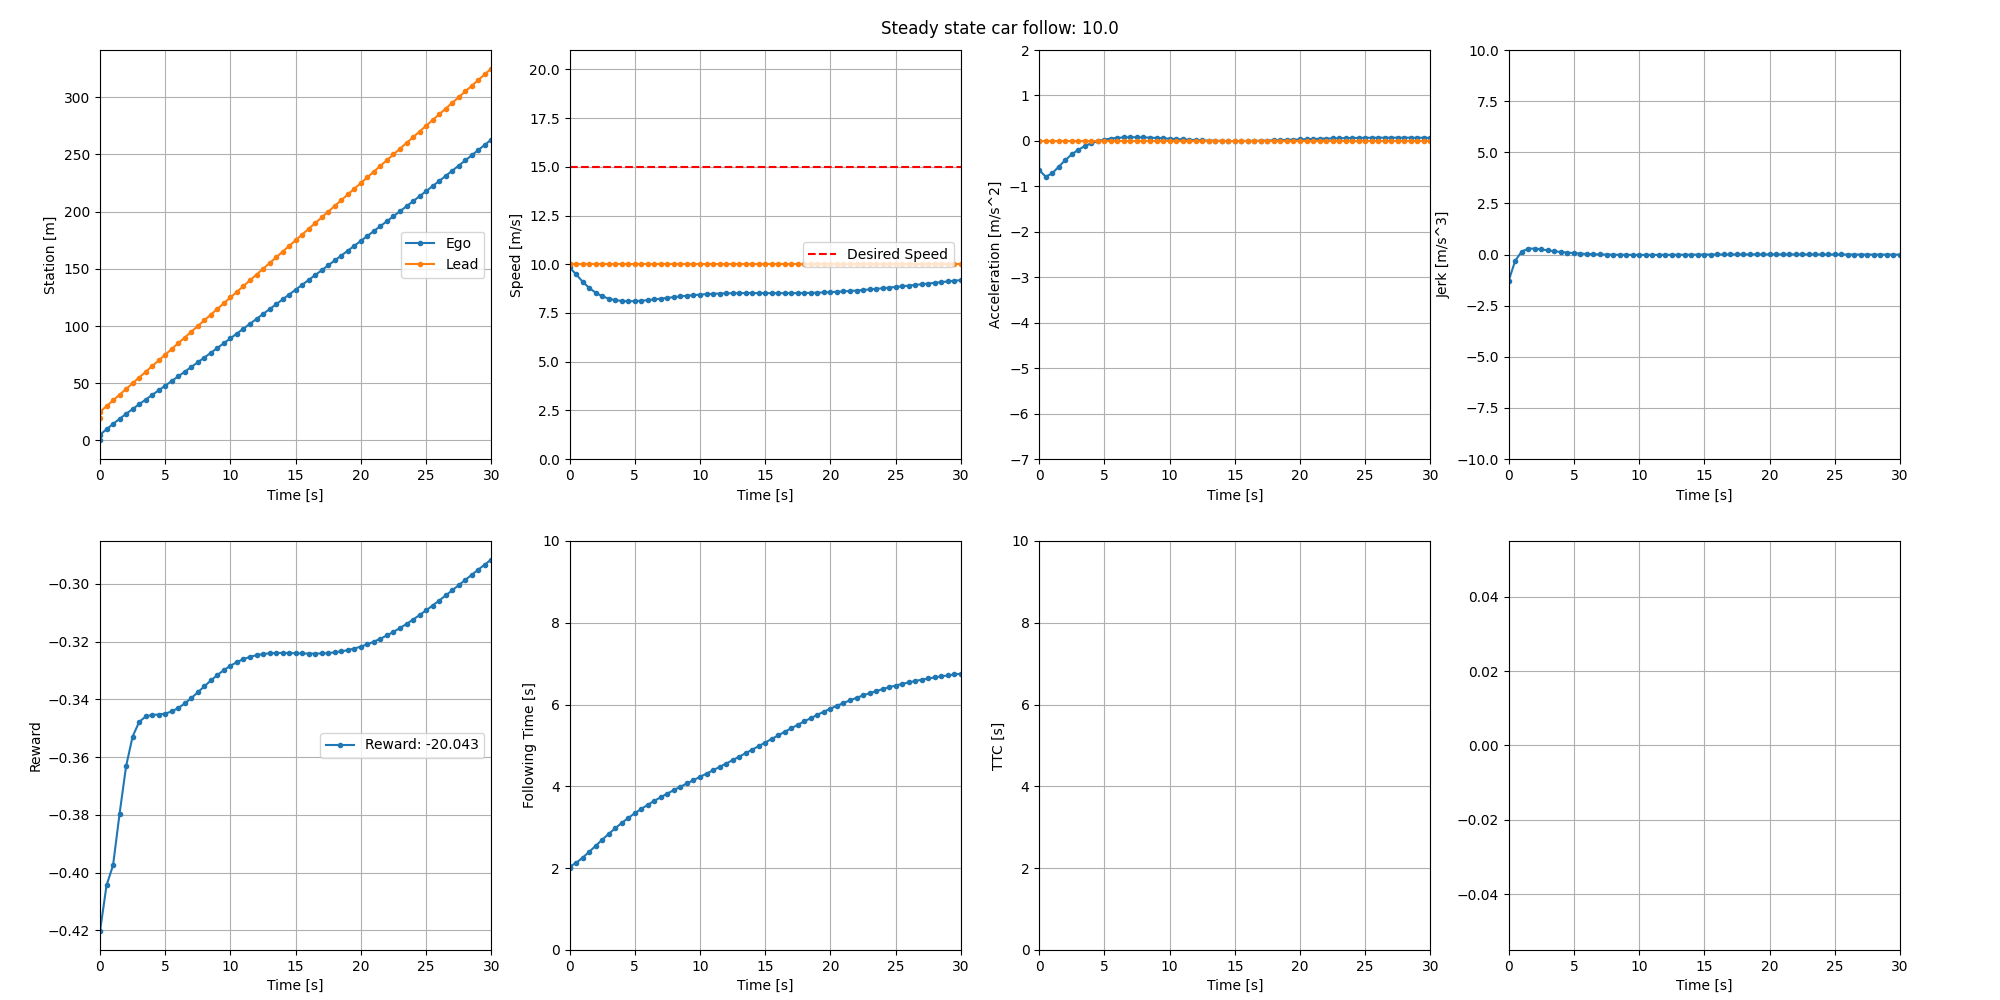 Steady state car follow: 10.0
Station [m]
300
250
200
150
100
50
0
Ego
Lead
0 5 10 15 20 25 30
Time [s]
Speed [m/s]
20.0
17.5
15.0
12.5
10.0
7.5
5.0
2.5
0.0
Desired Speed
0 5 10 15 20 25 30
Time [s]
Acceleration [m/s^2]
2
1
0
−1
−2
−3
−4
−5
−6
−7
0 5 10 15 20 25 30
Time [s]
Jerk [m/s^3]
10.0
7.5
5.0
2.5
0.0
−2.5
−5.0
−7.5
−10.0
0 5 10 15 20 25 30
Time [s]
Reward
−0.30
−0.32
−0.34
−0.36
−0.38
−0.40
−0.42
Reward: -20.043
0 5 10 15 20 25 30
Time [s]
Following Time [s]
10
8
6
4
2
0
0 5 10 15 20 25 30
Time [s]
TTC [s]
10
8
6
4
2
0
0 5 10 15 20 25 30
Time [s]
0.04
0.02
0.00
−0.02
−0.04
0 5 10 15 20 25 30
Time [s]